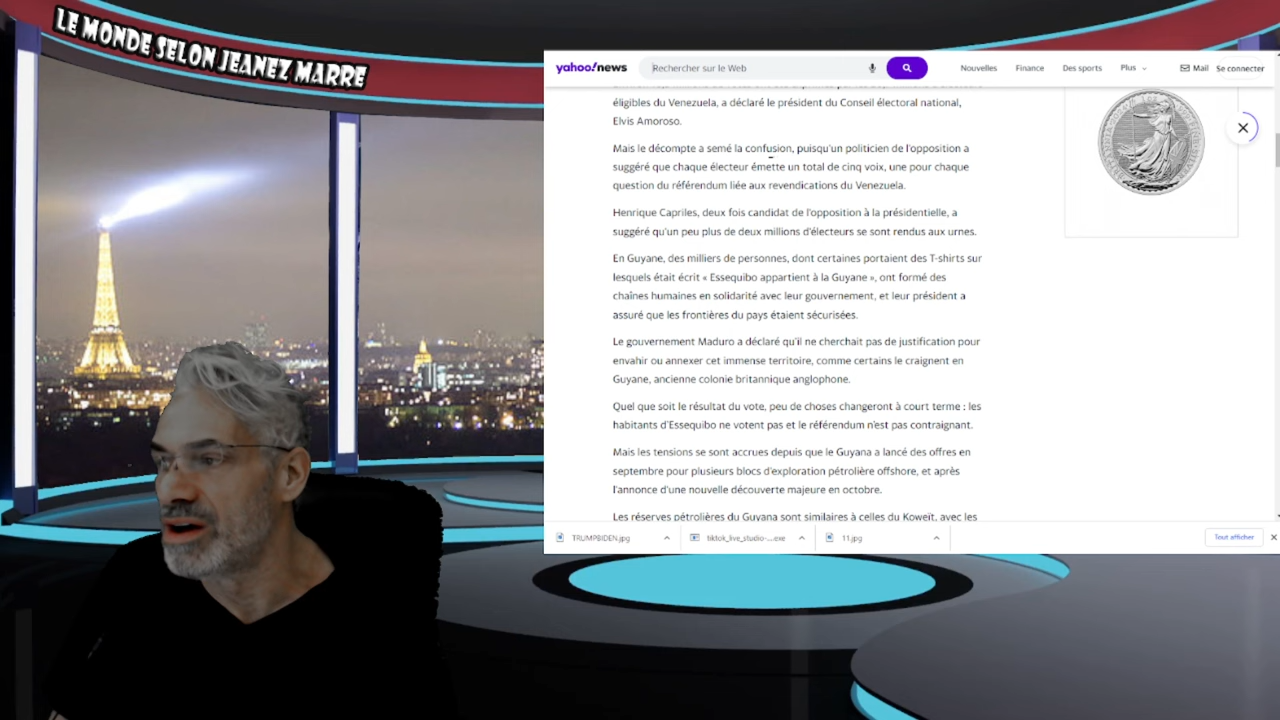 LE MONDE SELON JEANEZ MARRE
yahoo!news
Rechercher sur le Web
Nouvelles
Finance
Des sports
Plus
Mail
Se connecter
éligibles du Venezuela, a déclaré le président du Conseil électoral national,
Elvis Amoroso.
Mais le décompte a semé la confusion, puisqu'un politicien de l'opposition a
suggéré que chaque électeur émette un total de cinq voix, une pour chaque
question du référendum liée aux revendications du Venezuela.
Henrique Capriles, deux fois candidat de l'opposition à la présidentielle, a
suggéré qu'un peu plus de deux millions d'électeurs se sont rendus aux urnes.
En Guyane, des milliers de personnes, dont certaines portaient des T-shirts sur
lesquels était écrit « Essequibo appartient à la Guyane », ont formé des
chaînes humaines en solidarité avec leur gouvernement, et leur président a
assuré que les frontières du pays étaient sécurisées.
Le gouvernement Maduro a déclaré qu'il ne cherchait pas de justification pour
envahir ou annexer cet immense territoire, comme certains le craignent en
Guyane, ancienne colonie britannique anglophone.
Quel que soit le résultat du vote, peu de choses changeront à court terme : les
habitants d'Essequibo ne votent pas et le référendum n'est pas contraignant.
Mais les tensions se sont accrues depuis que le Guyana a lancé des offres en
septembre pour plusieurs blocs d'exploration pétrolière offshore, et après
l'annonce d'une nouvelle découverte majeure en octobre.
Les réserves pétrolières du Guyana sont similaires à celles du Koweït, avec les
TRUMPBIDEN.jpg
tiktok_live_studio-....exe
11.jpg
Tout afficher